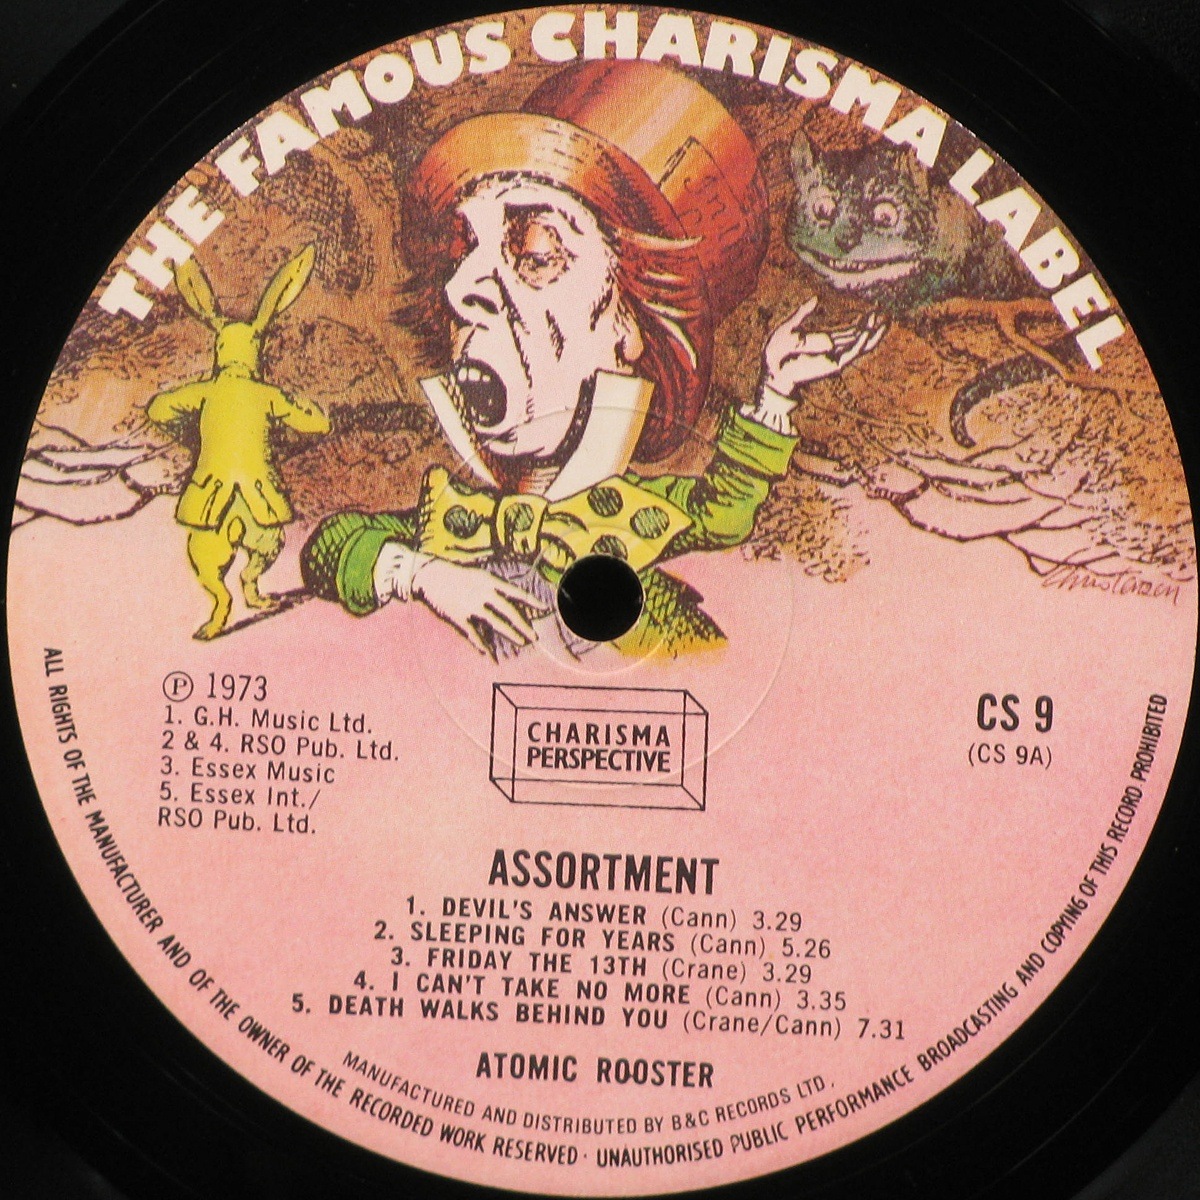 THE FAMOUS CHARISMA LABEL
Christensen
Ⓟ 1973
1. G.H. Music Ltd.
2 & 4. RSO Pub. Ltd.
3. Essex Music
5. Essex Int./
RSO Pub. Ltd.
CHARISMA
PERSPECTIVE
CS 9
(CS 9A)
ASSORTMENT
1. DEVIL'S ANSWER (Cann) 3.29
2. SLEEPING FOR YEARS (Cann) 5.26
3. FRIDAY THE 13TH (Crane) 3.29
4. I CAN'T TAKE NO MORE (Cann) 3.35
5. DEATH WALKS BEHIND YOU (Crane/Cann) 7.31
ATOMIC ROOSTER
MANUFACTURED AND DISTRIBUTED BY B&C RECORDS LTD.
ALL RIGHTS OF THE MANUFACTURER AND OF THE OWNER OF THE RECORDED WORK RESERVED · UNAUTHORISED PUBLIC PERFORMANCE BROADCASTING AND COPYING OF THIS RECORD PROHIBITED